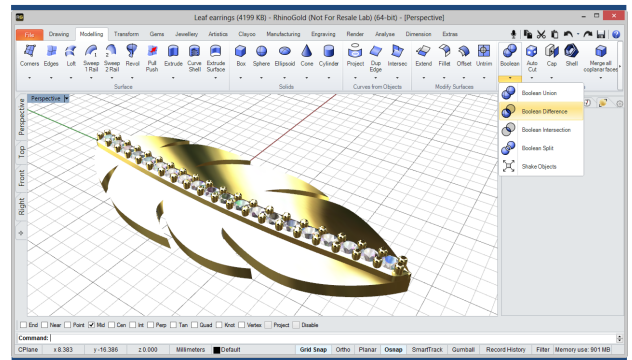 RG
Leaf earrings (4199 KB) - RhinoGold (Not For Resale Lab) (64-bit) - [Perspective]
File Drawing Modelling Transform Gems Jewellery Artistics Clayoo Manufacturing Engraving Render Analyse Dimension Extras
Corners Edges Loft Sweep 1 Rail Sweep 2 Rail Revol Pull Push Extrude Curve Shell Extrude Surface Box Sphere Ellipsoid Cone Cylinder Project Dup Edge Intersec Extend Fillet Offset Untrim Boolean Auto Cut Cap Shell Merge all coplanar faces
Surface Solids Curves from Objects Modify Surfaces
Boolean Union
Boolean Difference
Boolean Intersection
Boolean Split
Shake Objects
Perspective
Perspective
Top
Front
Right
End Near Point Mid Cen Int Perp Tan Quad Knot Vertex Project Disable
Command:
CPlane x 8.383 y -16.386 z 0.000 Millimeters Default Grid Snap Ortho Planar Osnap SmartTrack Gumball Record History Filter Memory use: 901 MB